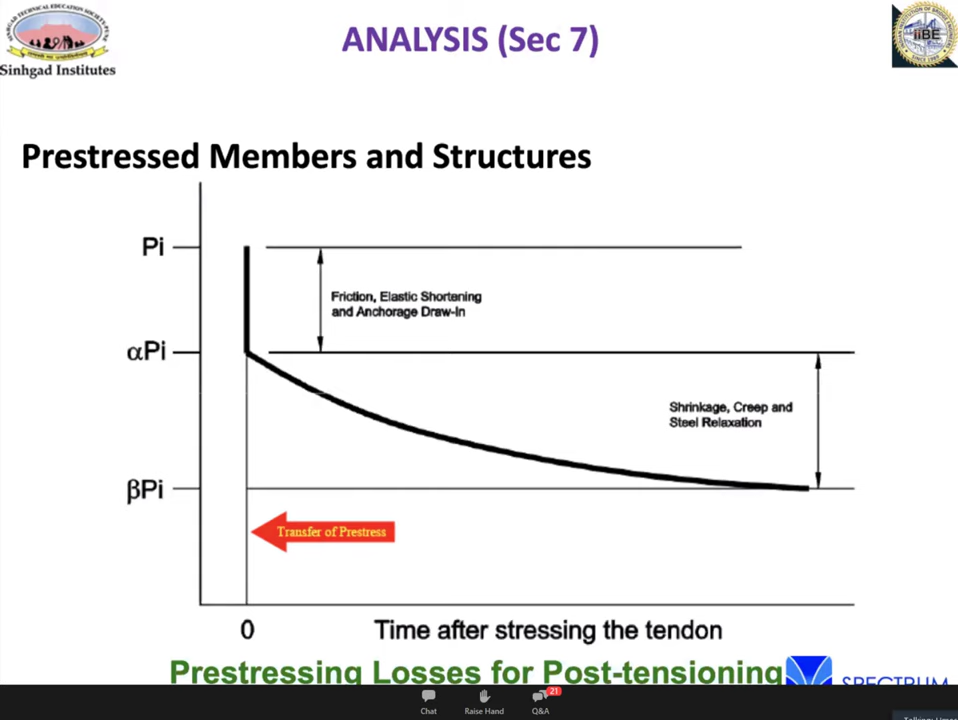 ANALYSIS (Sec 7)
Sinhgad Institutes
iiBE
Prestressed Members and Structures
Pi
Friction, Elastic Shortening
and Anchorage Draw-In
αPi
Shrinkage, Creep and
Steel Relaxation
βPi
Transfer of Prestress
0
Time after stressing the tendon
Prestressing Losses for Post-tensioning
SPECTRUM
21
Chat
Raise Hand
Q&A